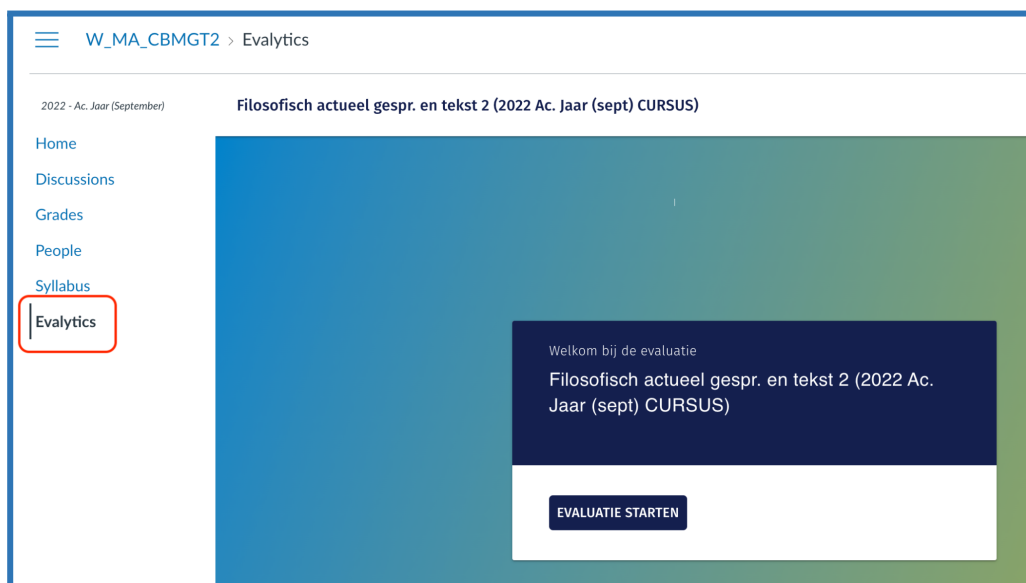 W_MA_CBMGT2 > Evalytics
2022 - Ac. Jaar (September)
Filosofisch actueel gespr. en tekst 2 (2022 Ac. Jaar (sept) CURSUS)
Home
Discussions
Grades
People
Syllabus
Evalytics
Welkom bij de evaluatie
Filosofisch actueel gespr. en tekst 2 (2022 Ac.
Jaar (sept) CURSUS)
EVALUATIE STARTEN